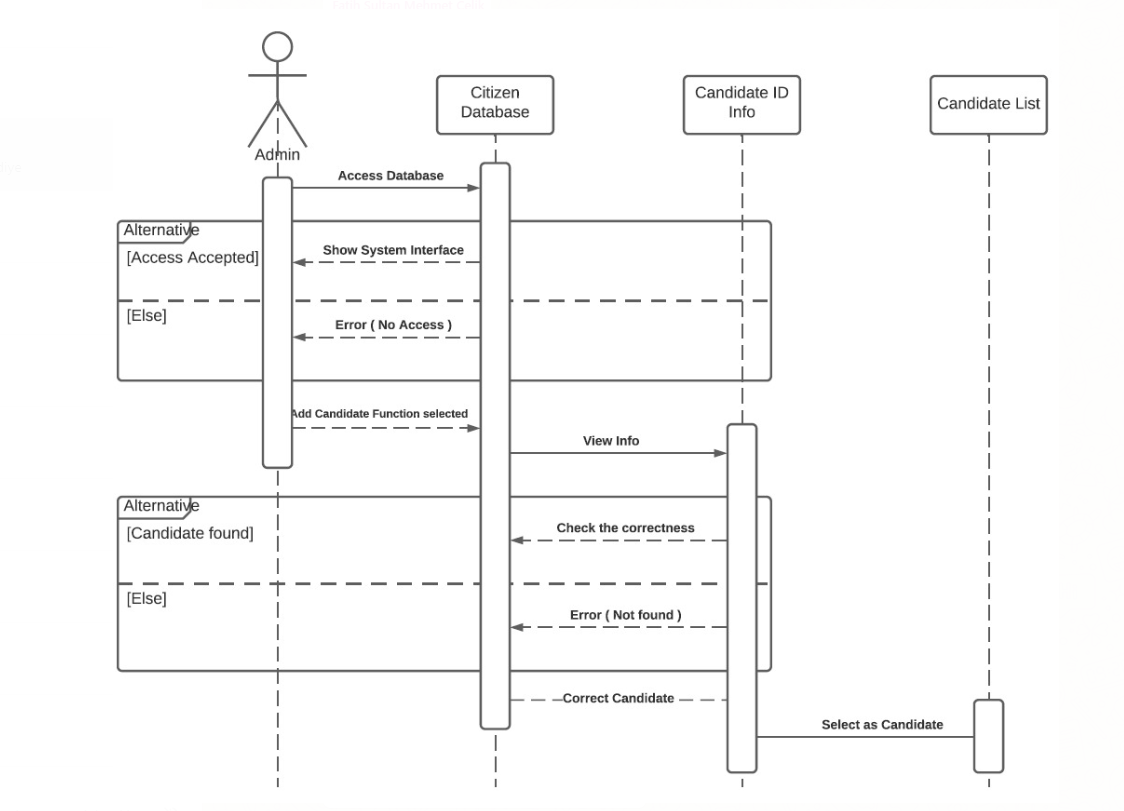 Admin
Citizen
Database
Candidate ID
Info
Candidate List
Access Database
Alternative
[Access Accepted]
Show System Interface
[Else]
Error ( No Access )
Add Candidate Function selected
View Info
Alternative
[Candidate found]
Check the correctness
[Else]
Error ( Not found )
Correct Candidate
Select as Candidate